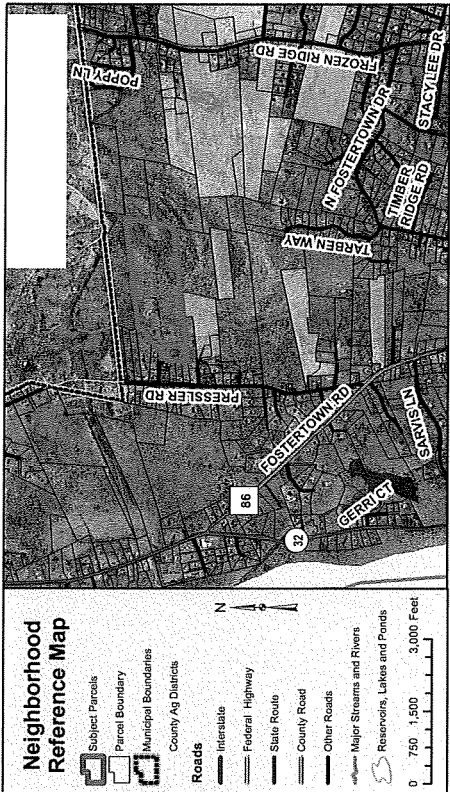 Neighborhood
Reference Map
Subject Parcels
Parcel Boundary
Municipal Boundaries
County Ag Districts
Roads
Interstate
Federal Highway
State Route
County Road
Other Roads
Major Streams and Rivers
Reservoirs, Lakes and Ponds
N
0 750 1,500 3,000 Feet
POPPY LN
FROZEN RIDGE RD
PRESSLER RD
TARBEN WAY
N FOSTERTOWN DR
STACY LEE DR
TIMBER
RIDGE RD
FOSTERTOWN RD
86
32
GERRI CT
SARVIS LN